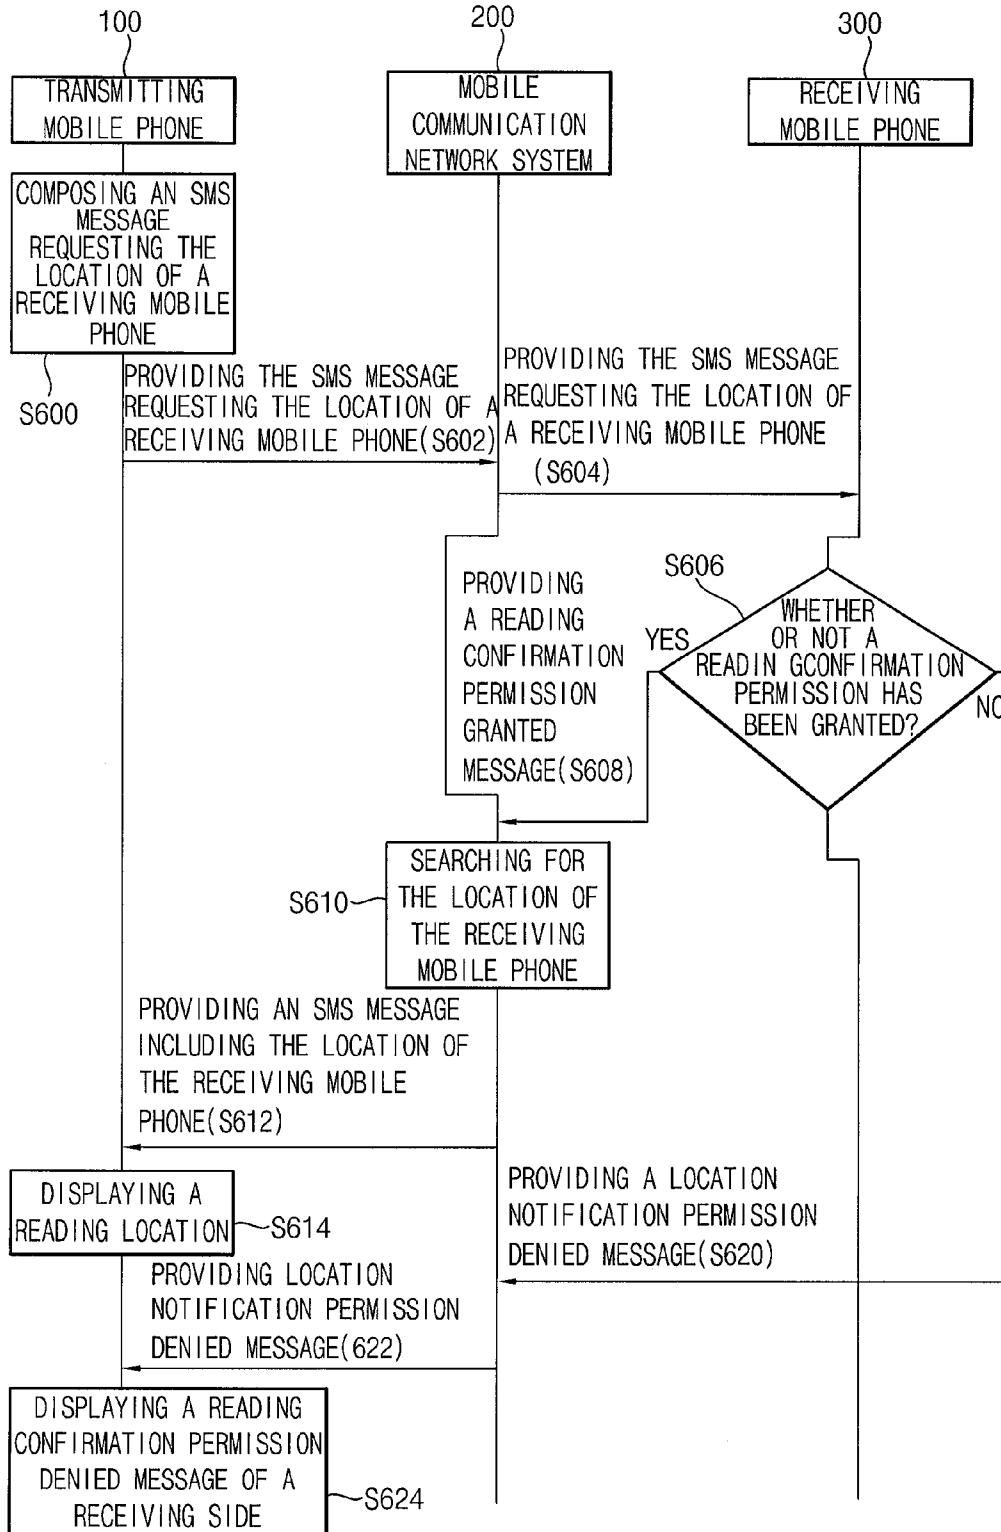 100
200
300
TRANSMITTING
MOBILE PHONE
MOBILE
COMMUNICATION
NETWORK SYSTEM
RECEIVING
MOBILE PHONE
COMPOSING AN SMS
MESSAGE
REQUESTING THE
LOCATION OF A
RECEIVING MOBILE
PHONE
S600
PROVIDING THE SMS MESSAGE
REQUESTING THE LOCATION OF A
RECEIVING MOBILE PHONE(S602)
PROVIDING THE SMS MESSAGE
REQUESTING THE LOCATION OF
A RECEIVING MOBILE PHONE
(S604)
S606
WHETHER
OR NOT A
READIN GCONFIRMATION
PERMISSION HAS
BEEN GRANTED?
YES
NO
PROVIDING
A READING
CONFIRMATION
PERMISSION
GRANTED
MESSAGE(S608)
SEARCHING FOR
THE LOCATION OF
THE RECEIVING
MOBILE PHONE
S610
PROVIDING AN SMS MESSAGE
INCLUDING THE LOCATION OF
THE RECEIVING MOBILE
PHONE(S612)
DISPLAYING A
READING LOCATION
S614
PROVIDING A LOCATION
NOTIFICATION PERMISSION
DENIED MESSAGE(S620)
PROVIDING LOCATION
NOTIFICATION PERMISSION
DENIED MESSAGE(622)
DISPLAYING A READING
CONFIRMATION PERMISSION
DENIED MESSAGE OF A
RECEIVING SIDE
S624